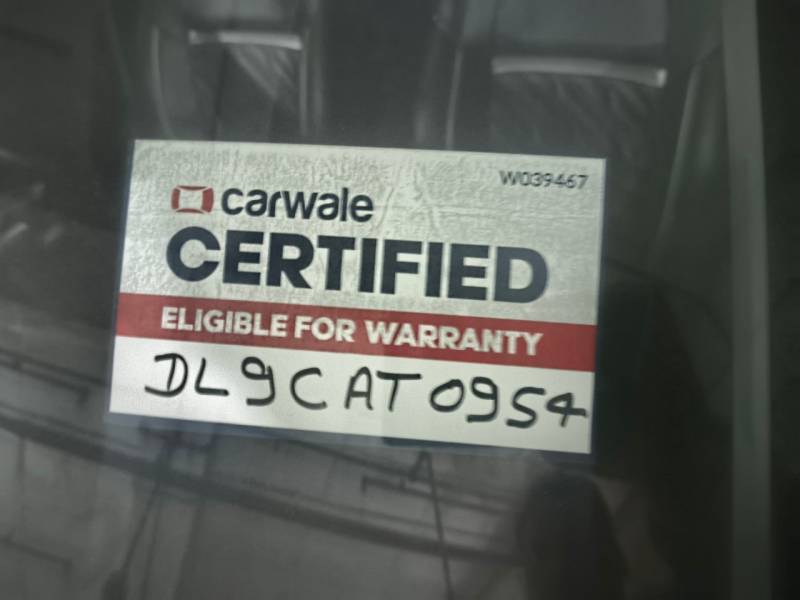 W039467
carwale
CERTIFIED
ELIGIBLE FOR WARRANTY
DL9CAT0954